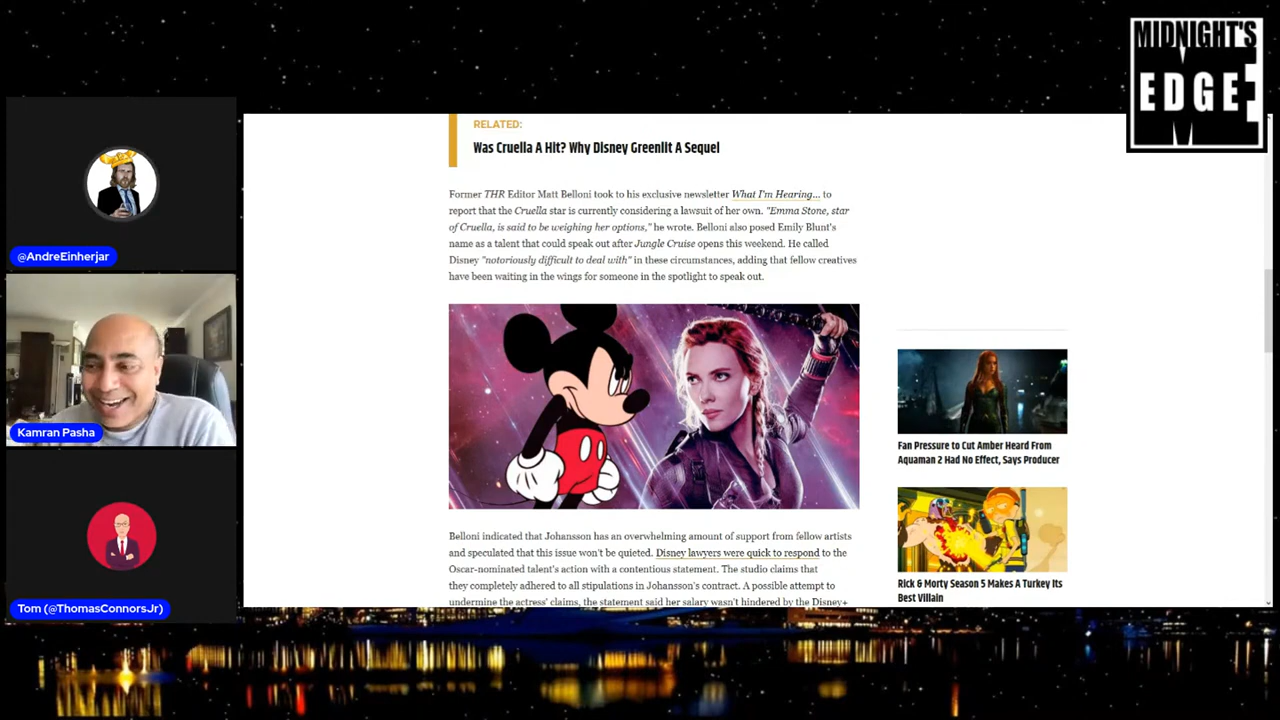 MIDNIGHT'S
EDGE
@AndreEinherjar
Kamran Pasha
Tom (@ThomasConnorsJr)
RELATED:
Was Cruella A Hit? Why Disney Greenlit A Sequel
Former THR Editor Matt Belloni took to his exclusive newsletter What I'm Hearing... to
report that the Cruella star is currently considering a lawsuit of her own. "Emma Stone, star
of Cruella, is said to be weighing her options," he wrote. Belloni also posed Emily Blunt's
name as a talent that could speak out after Jungle Cruise opens this weekend. He called
Disney "notoriously difficult to deal with" in these circumstances, adding that fellow creatives
have been waiting in the wings for someone in the spotlight to speak out.
Belloni indicated that Johansson has an overwhelming amount of support from fellow artists
and speculated that this issue won't be quieted. Disney lawyers were quick to respond to the
Oscar-nominated talent's action with a contentious statement. The studio claims that
they completely adhered to all stipulations in Johansson's contract. A possible attempt to
undermine the actress' claims, the statement said her salary wasn't hindered by the Disney+
Fan Pressure to Cut Amber Heard From
Aquaman 2 Had No Effect, Says Producer
Rick & Morty Season 5 Makes A Turkey Its
Best Villain